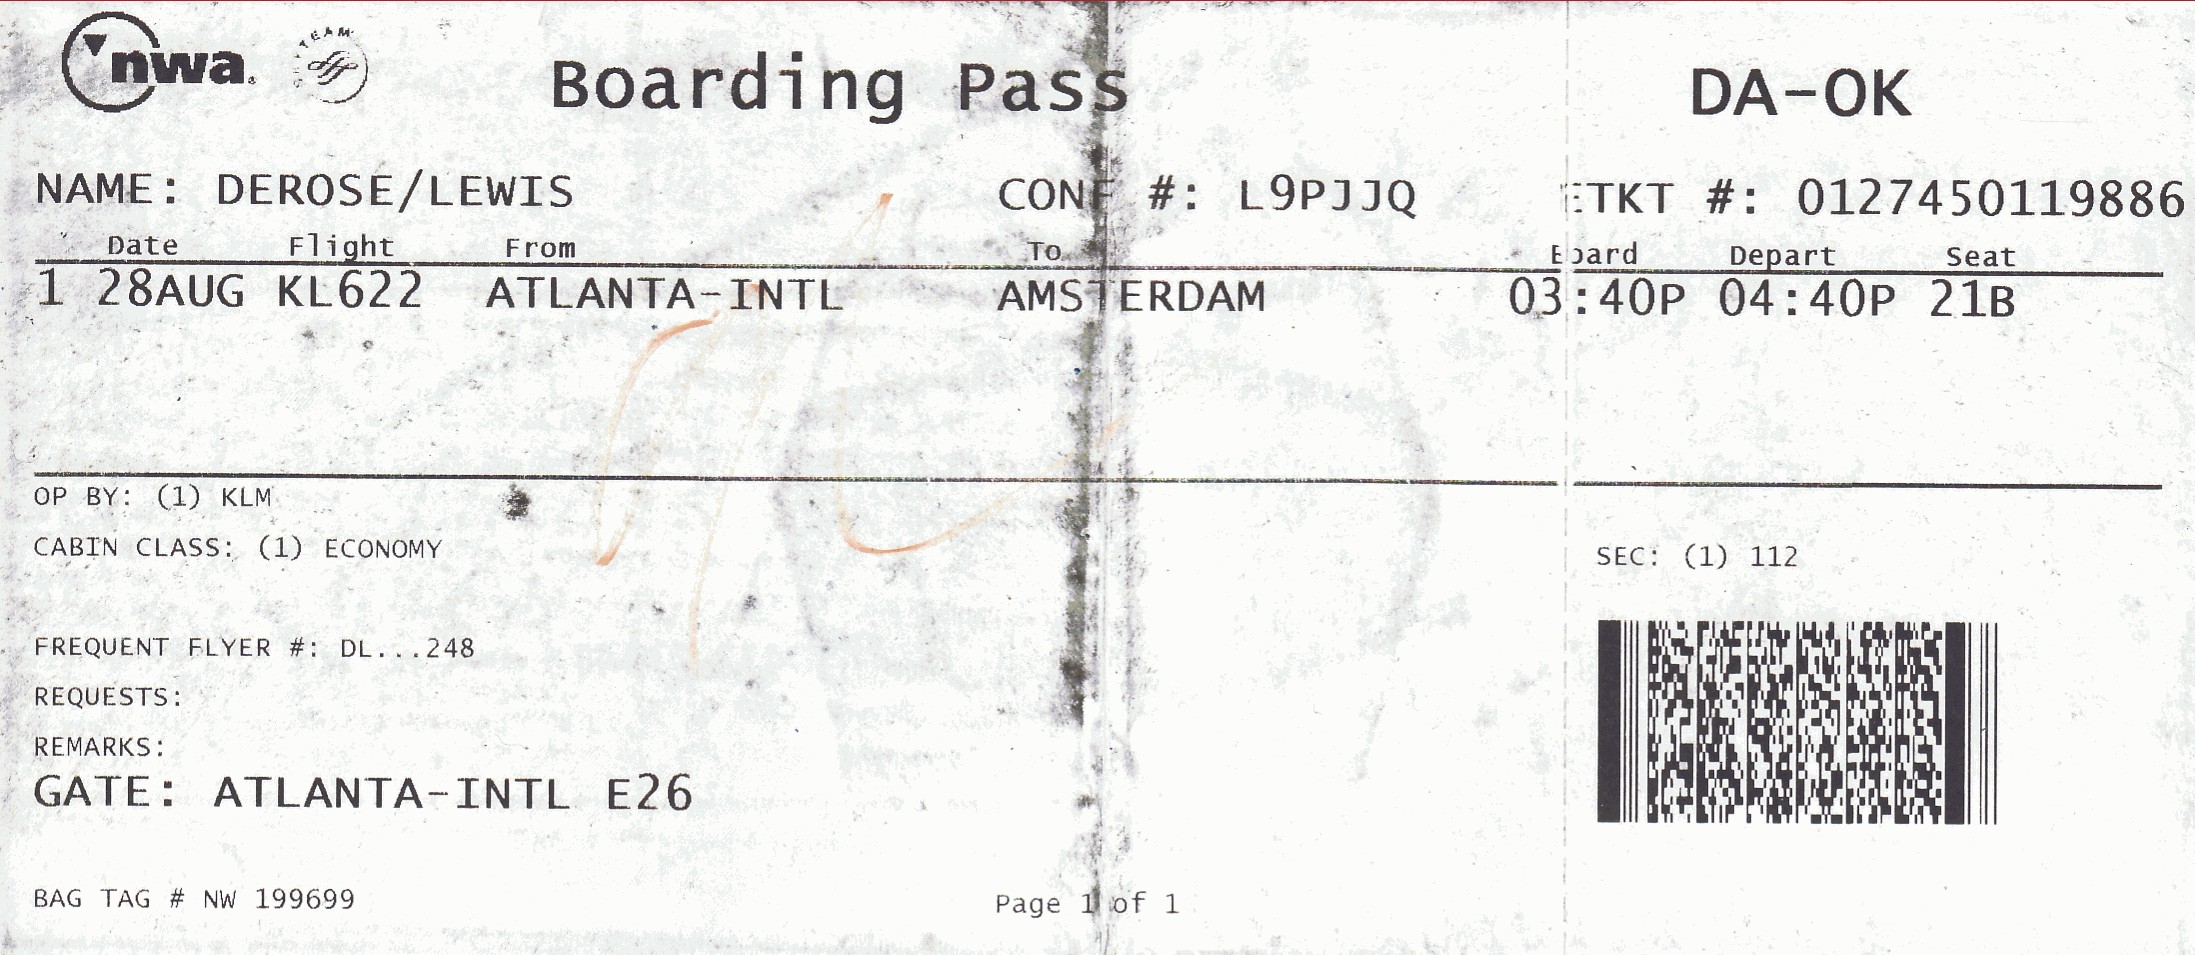 nwa. TEAM
Boarding Pass DA-OK
NAME: DEROSE/LEWIS CONF #: L9PJJQ ETKT #: 0127450119886
Date Flight From To Board Depart Seat
1 28AUG KL622 ATLANTA-INTL AMSTERDAM 03:40P 04:40P 21B
OP BY: (1) KLM
CABIN CLASS: (1) ECONOMY SEC: (1) 112
FREQUENT FLYER #: DL...248
REQUESTS:
REMARKS:
GATE: ATLANTA-INTL E26
BAG TAG # NW 199699 Page 1 of 1